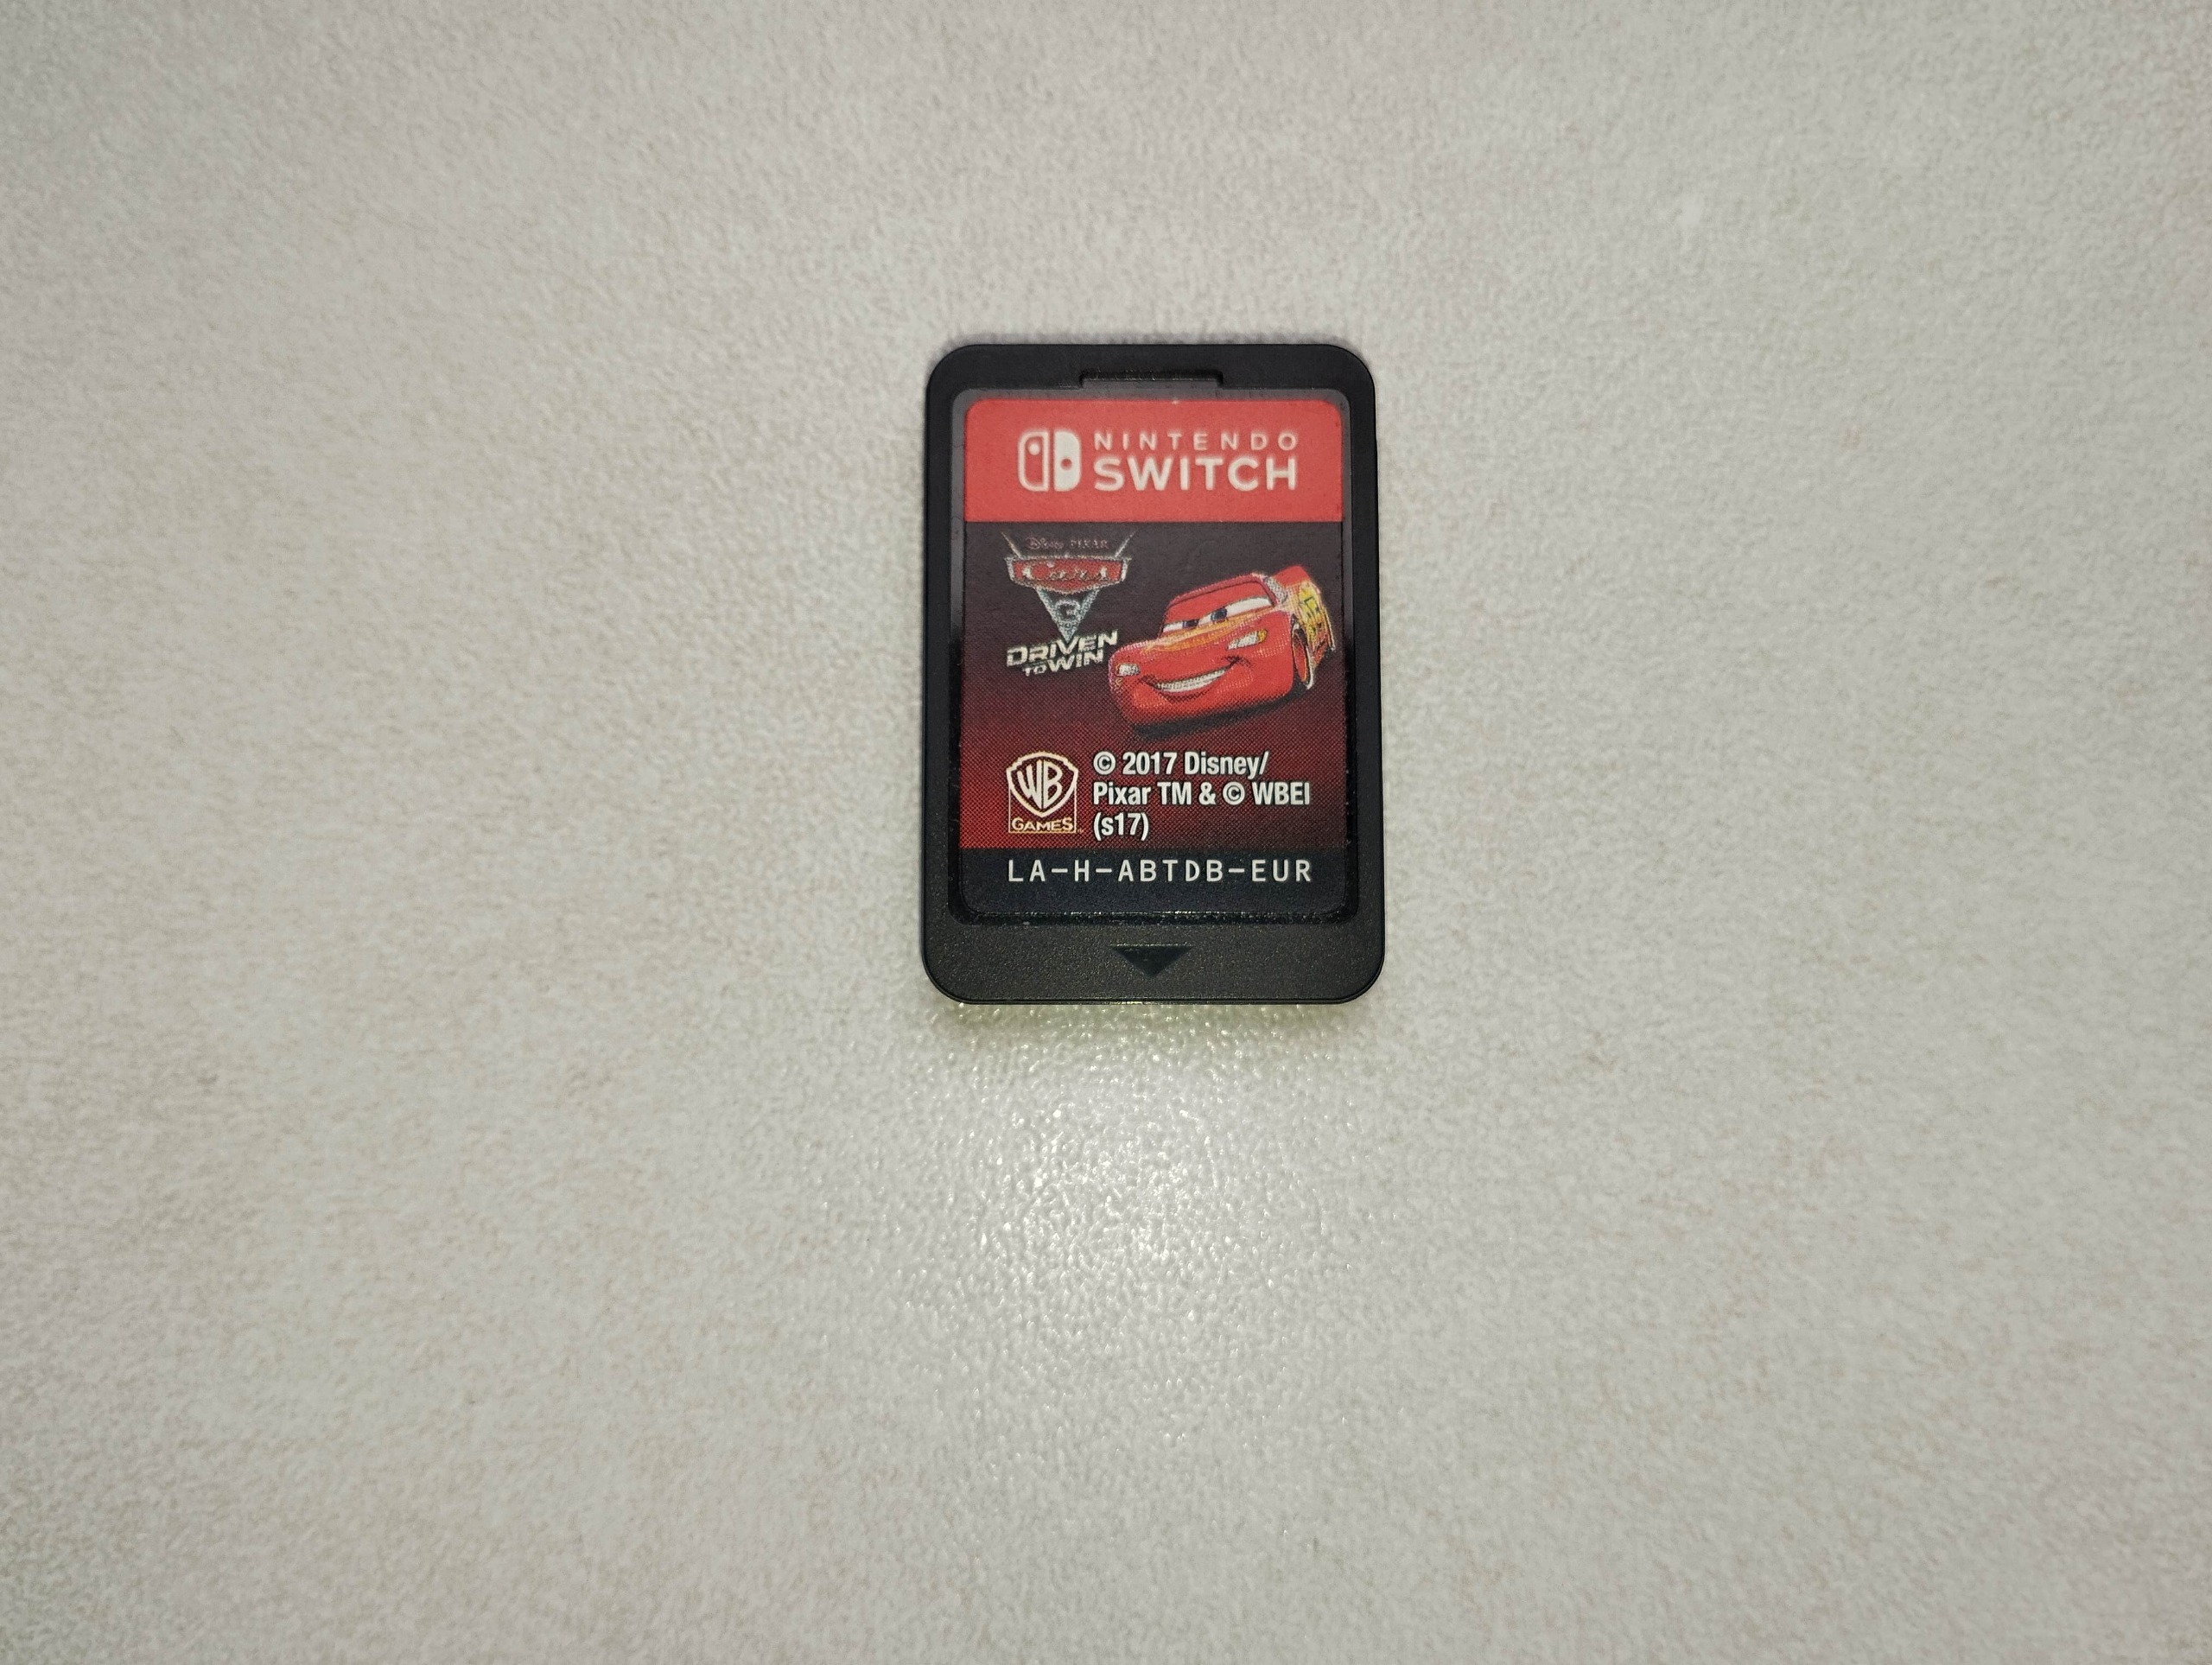 NINTENDO
SWITCH
Disney PIXAR
Cars
3
DRIVEN
TO WIN
WB
GAMES
© 2017 Disney/
Pixar TM & © WBEI
(s17)
LA-H-ABTDB-EUR